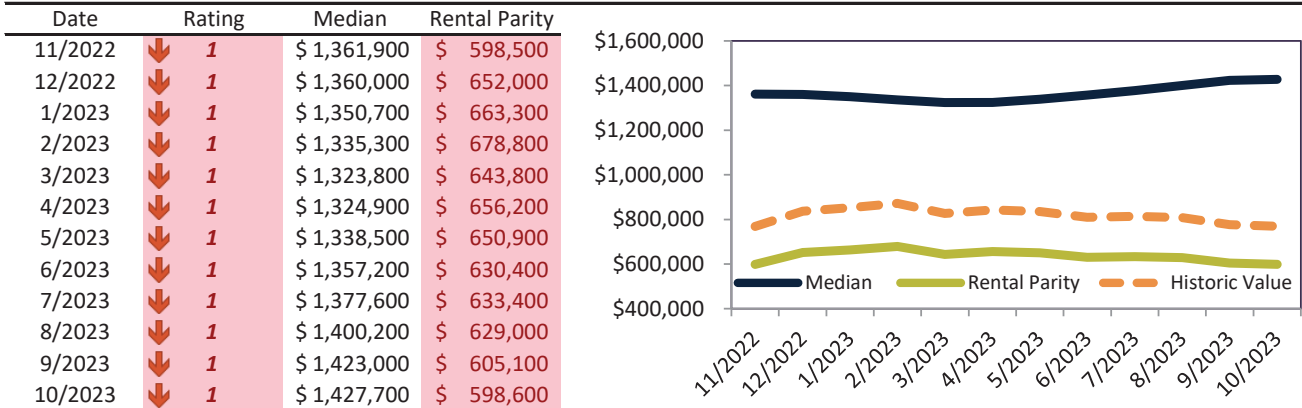 Date Rating Median Rental Parity
11/2022 1 $ 1,361,900 $ 598,500
12/2022 1 $ 1,360,000 $ 652,000
1/2023 1 $ 1,350,700 $ 663,300
2/2023 1 $ 1,335,300 $ 678,800
3/2023 1 $ 1,323,800 $ 643,800
4/2023 1 $ 1,324,900 $ 656,200
5/2023 1 $ 1,338,500 $ 650,900
6/2023 1 $ 1,357,200 $ 630,400
7/2023 1 $ 1,377,600 $ 633,400
8/2023 1 $ 1,400,200 $ 629,000
9/2023 1 $ 1,423,000 $ 605,100
10/2023 1 $ 1,427,700 $ 598,600
$1,600,000
$1,400,000
$1,200,000
$1,000,000
$800,000
$600,000
$400,000
Median Rental Parity Historic Value
11/2022 12/2022 1/2023 2/2023 3/2023 4/2023 5/2023 6/2023 7/2023 8/2023 9/2023 10/2023